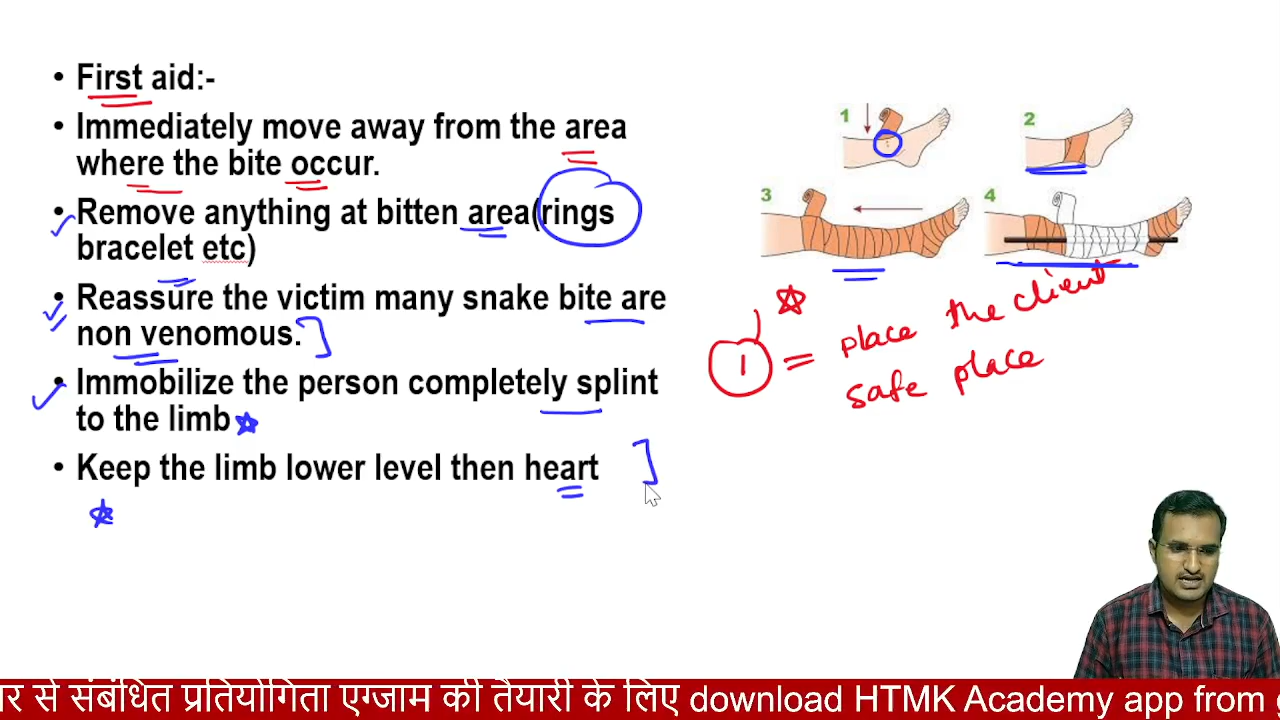 • First aid:-
• Immediately move away from the area
where the bite occur.
• Remove anything at bitten area(rings
bracelet etc)
• Reassure the victim many snake bite are
non venomous.
• Immobilize the person completely splint
to the limb
• Keep the limb lower level then heart
1
2
3
4
1 = place the client
safe place
र से संबंधित प्रतियोगिता एग्जाम की तैयारी के लिए download HTMK Academy app from